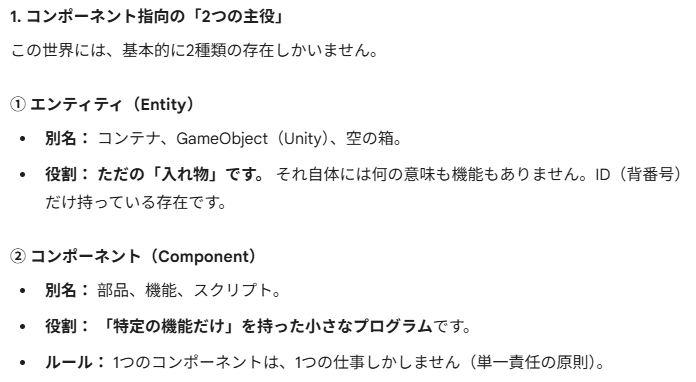 1. コンポーネント指向の「2つの主役」
この世界には、基本的に2種類の存在しかいません。
① エンティティ（Entity）
• 別名： コンテナ、GameObject（Unity）、空の箱。
• 役割： ただの「入れ物」です。 それ自体には何の意味も機能もありません。ID（背番号）
だけ持っている存在です。
② コンポーネント（Component）
• 別名： 部品、機能、スクリプト。
• 役割： 「特定の機能だけ」を持った小さなプログラムです。
• ルール： 1つのコンポーネントは、1つの仕事しかしません（単一責任の原則）。